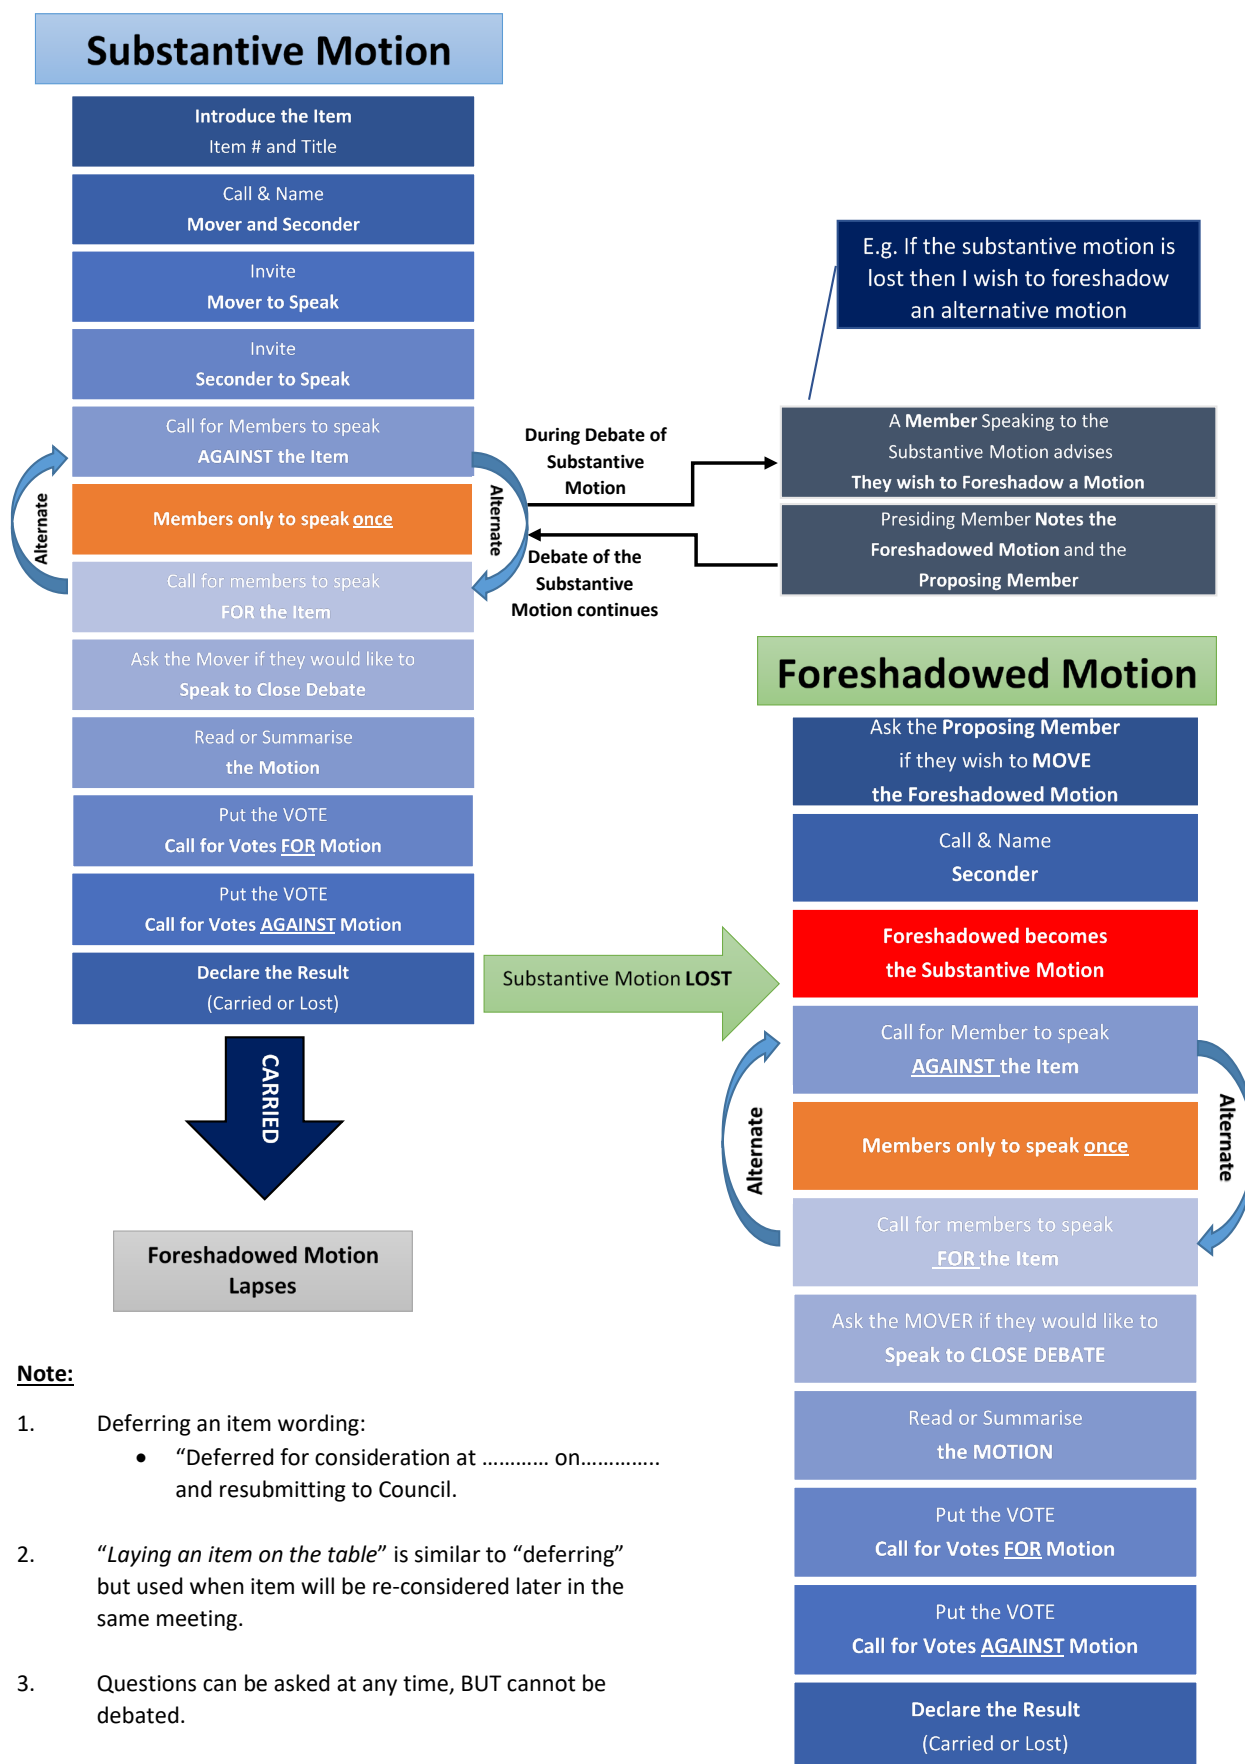 Substantive Motion
Introduce the Item
Item # and Title
Call & Name
Mover and Seconder
Invite
Mover to Speak
Invite
Seconder to Speak
Call for Members to speak
AGAINST the Item
Members only to speak once
Call for members to speak
FOR the Item
Alternate
Alternate
Ask the Mover if they would like to
Speak to Close Debate
Read or Summarise
the Motion
Put the VOTE
Call for Votes FOR Motion
Put the VOTE
Call for Votes AGAINST Motion
Declare the Result
(Carried or Lost)
CARRIED
Foreshadowed Motion
Lapses
During Debate of
Substantive
Motion
Debate of the
Substantive
Motion continues
E.g. If the substantive motion is
lost then I wish to foreshadow
an alternative motion
A Member Speaking to the
Substantive Motion advises
They wish to Foreshadow a Motion
Presiding Member Notes the
Foreshadowed Motion and the
Proposing Member
Substantive Motion LOST
Foreshadowed Motion
Ask the Proposing Member
if they wish to MOVE
the Foreshadowed Motion
Call & Name
Seconder
Foreshadowed becomes
the Substantive Motion
Call for Member to speak
AGAINST the Item
Members only to speak once
Call for members to speak
FOR the Item
Alternate
Alternate
Ask the MOVER if they would like to
Speak to CLOSE DEBATE
Read or Summarise
the MOTION
Put the VOTE
Call for Votes FOR Motion
Put the VOTE
Call for Votes AGAINST Motion
Declare the Result
(Carried or Lost)
Note:
1. Deferring an item wording:
• “Deferred for consideration at ………… on…………..
and resubmitting to Council.
2. “Laying an item on the table” is similar to “deferring”
but used when item will be re-considered later in the
same meeting.
3. Questions can be asked at any time, BUT cannot be
debated.